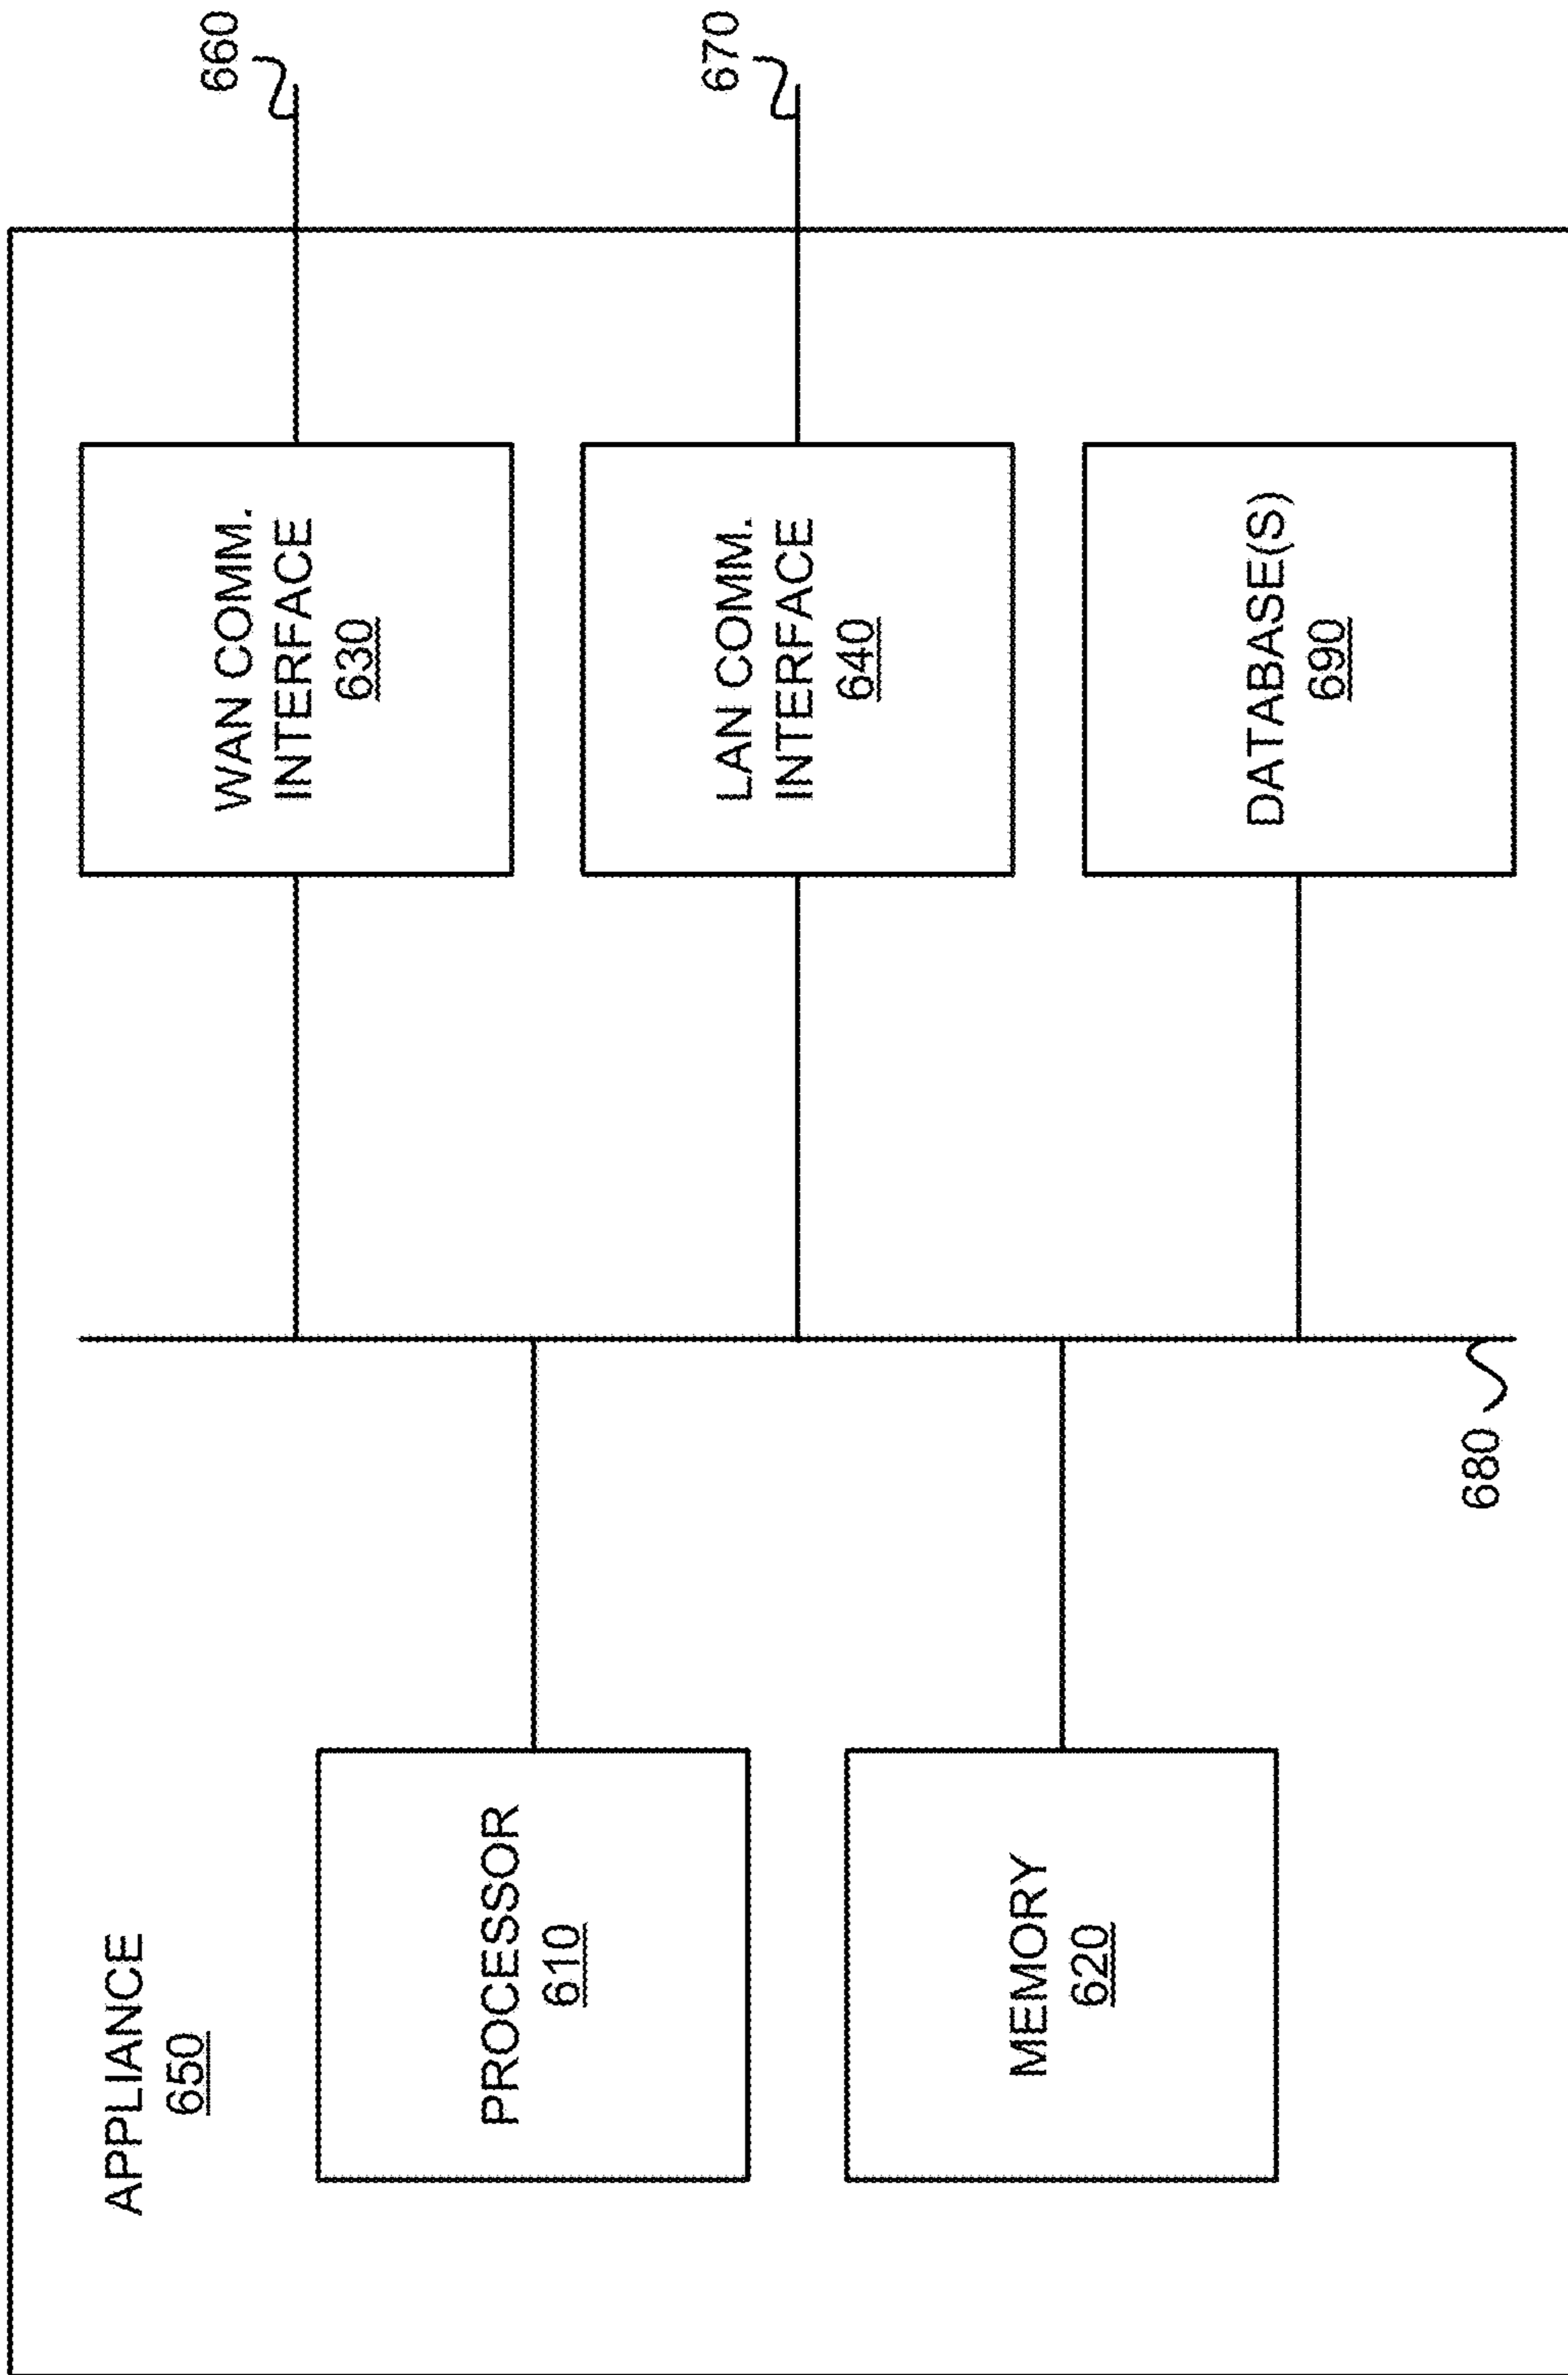 APPLIANCE
650
PROCESSOR
610
MEMORY
620
680
WAN COMM.
INTERFACE
630
LAN COMM.
INTERFACE
640
DATABASE(S)
690
660
670